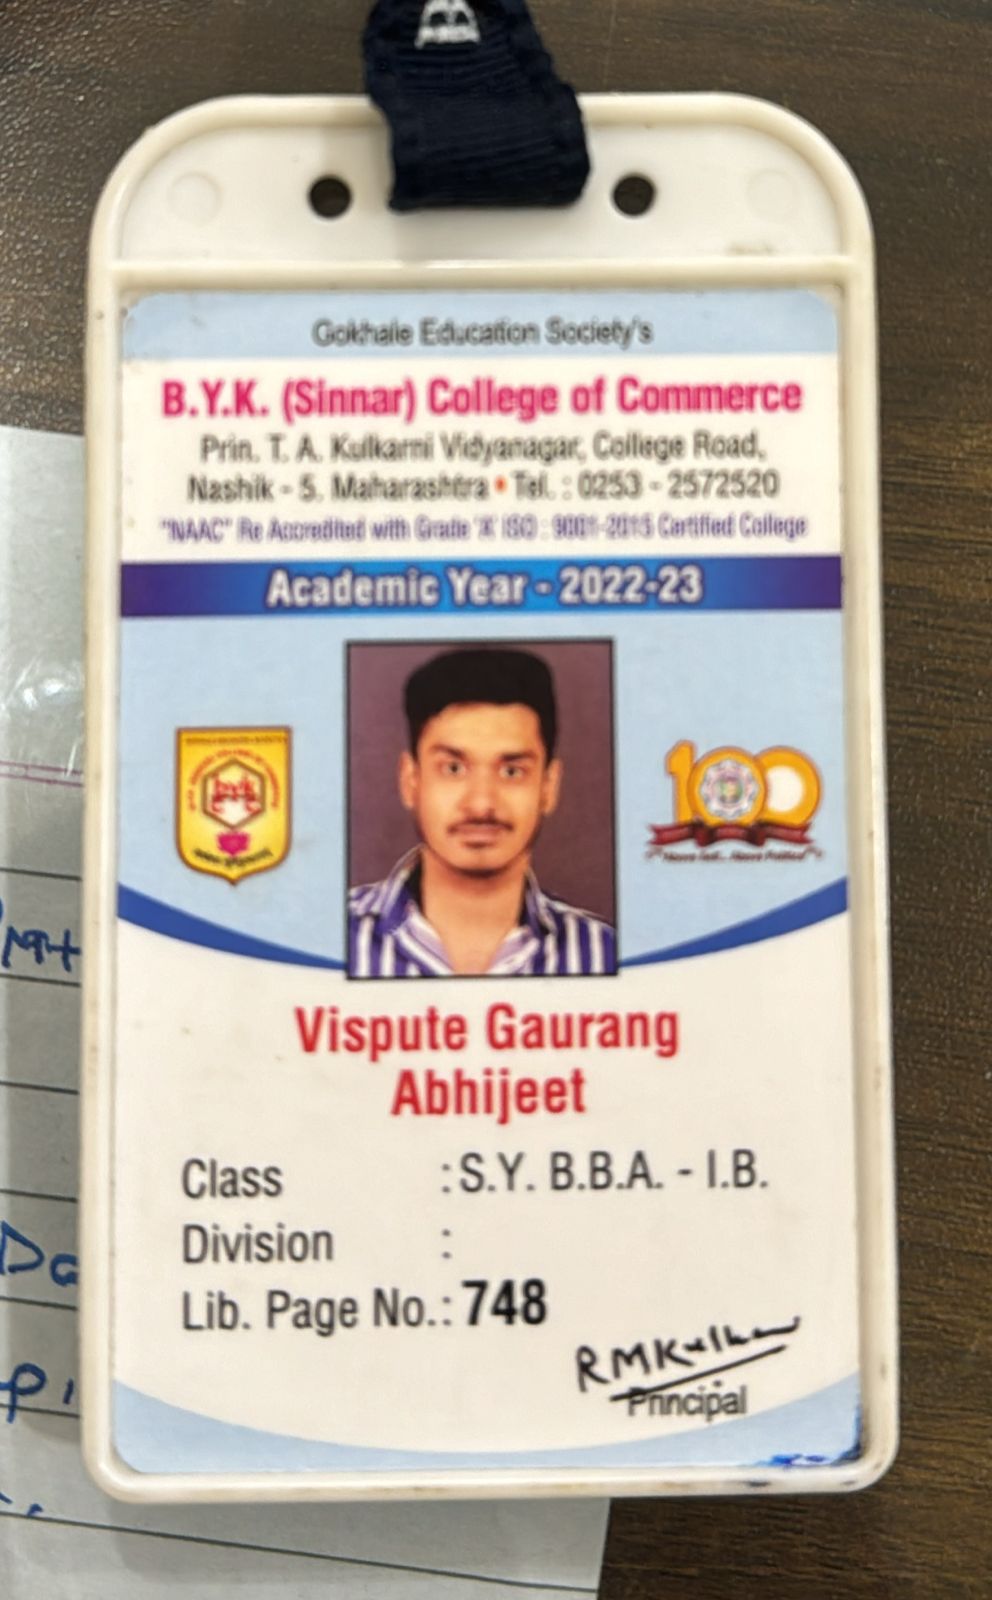 Gokhale Education Society's
B.Y.K. (Sinnar) College of Commerce
Prin. T. A. Kulkarni Vidyanagar, College Road,
Nashik - 5. Maharashtra • Tel. : 0253 - 2572520
"NAAC" Re Accredited with Grade 'A' ISO : 9001-2015 Certified College
Academic Year - 2022-23
100
Vispute Gaurang
Abhijeet
Class : S.Y. B.B.A. - I.B.
Division :
Lib. Page No.: 748
Principal